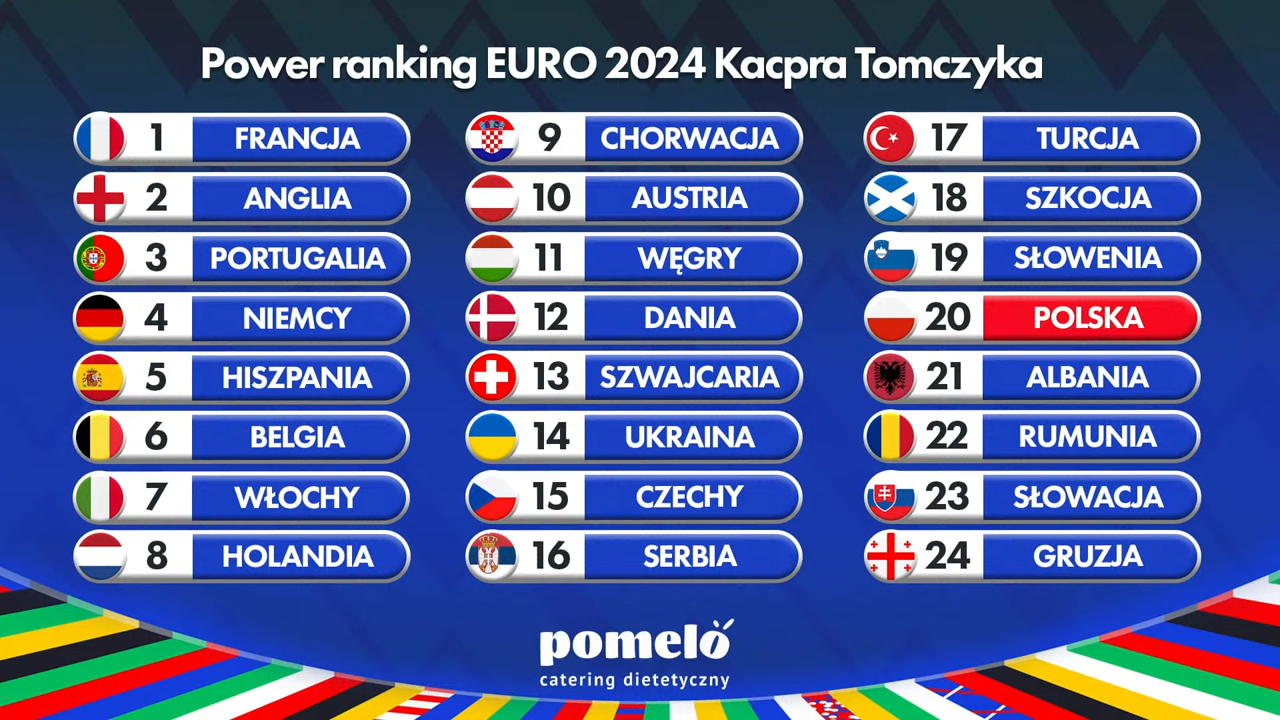 Power ranking EURO 2024 Kacpra Tomczyka
1 FRANCJA
2 ANGLIA
3 PORTUGALIA
4 NIEMCY
5 HISZPANIA
6 BELGIA
7 WŁOCHY
8 HOLANDIA
9 CHORWACJA
10 AUSTRIA
11 WĘGRY
12 DANIA
13 SZWAJCARIA
14 UKRAINA
15 CZECHY
16 SERBIA
17 TURCJA
18 SZKOCJA
19 SŁOWENIA
20 POLSKA
21 ALBANIA
22 RUMUNIA
23 SŁOWACJA
24 GRUZJA
pomelo
catering dietetyczny